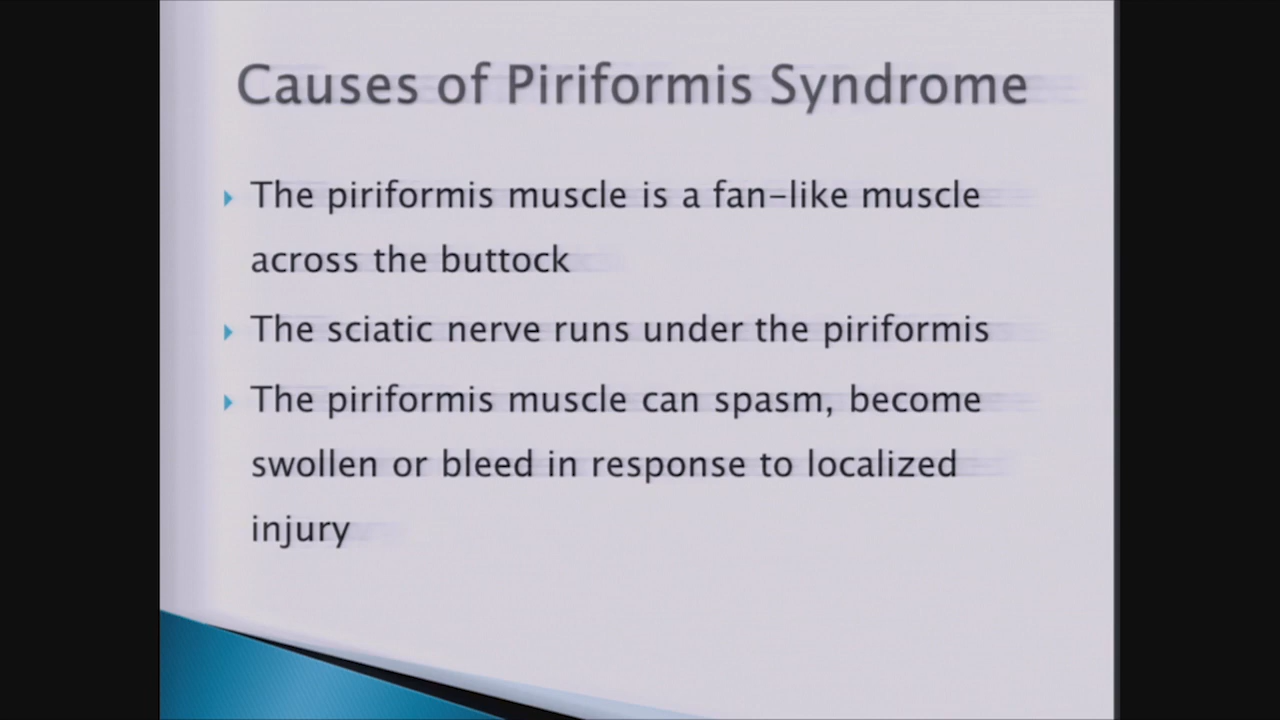 Causes of Piriformis Syndrome
The piriformis muscle is a fan-like muscle
across the buttock
The sciatic nerve runs under the piriformis
The piriformis muscle can spasm, become
swollen or bleed in response to localized
injury